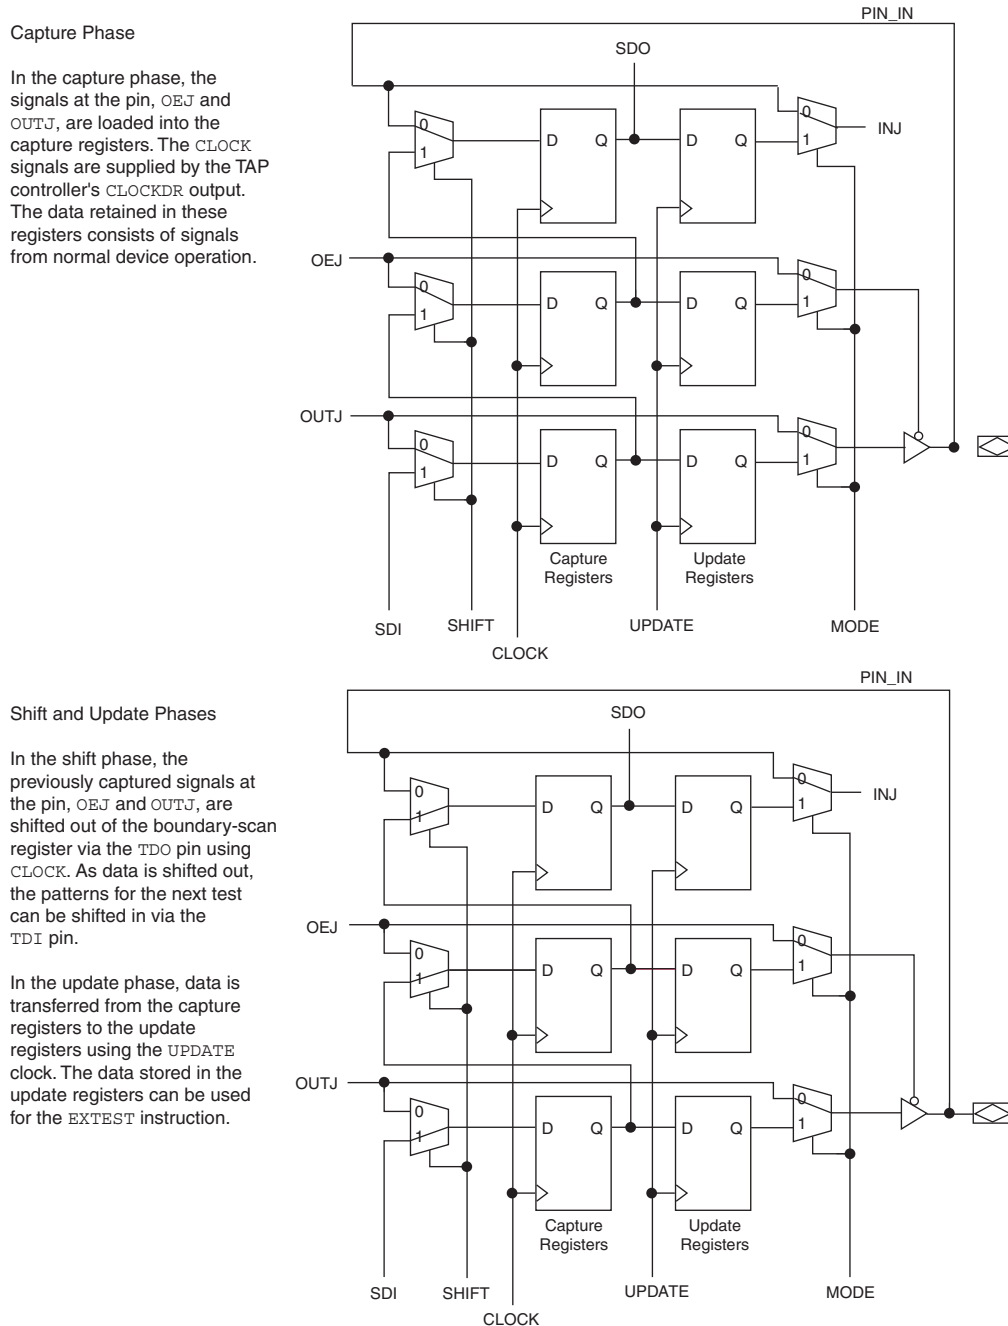 Capture Phase
In the capture phase, the
signals at the pin, OEJ and
OUTJ, are loaded into the
capture registers. The CLOCK
signals are supplied by the TAP
controller's CLOCKDR output.
The data retained in these
registers consists of signals
from normal device operation.
PIN_IN
SDO
0
1
D Q
D Q
0
1
INJ
OEJ
0
1
D Q
D Q
0
1
OUTJ
0
1
D Q
D Q
0
1
Capture
Registers
Update
Registers
SDI
SHIFT
CLOCK
UPDATE
MODE
Shift and Update Phases
In the shift phase, the
previously captured signals at
the pin, OEJ and OUTJ, are
shifted out of the boundary-scan
register via the TDO pin using
CLOCK. As data is shifted out,
the patterns for the next test
can be shifted in via the
TDI pin.
In the update phase, data is
transferred from the capture
registers to the update
registers using the UPDATE
clock. The data stored in the
update registers can be used
for the EXTEST instruction.
PIN_IN
SDO
0
1
D Q
D Q
0
1
INJ
OEJ
0
1
D Q
D Q
0
1
OUTJ
0
1
D Q
D Q
0
1
Capture
Registers
Update
Registers
SDI
SHIFT
CLOCK
UPDATE
MODE